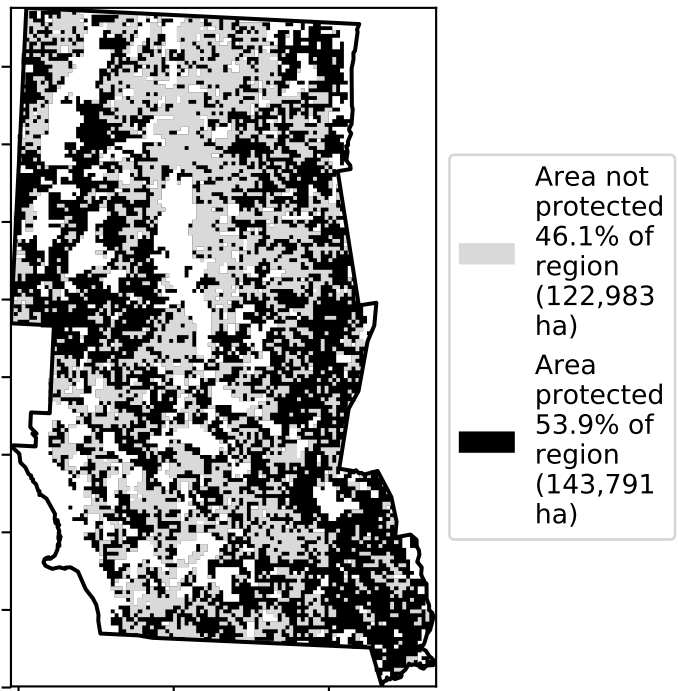 Area not
protected
46.1% of
region
(122,983
ha)
Area
protected
53.9% of
region
(143,791
ha)